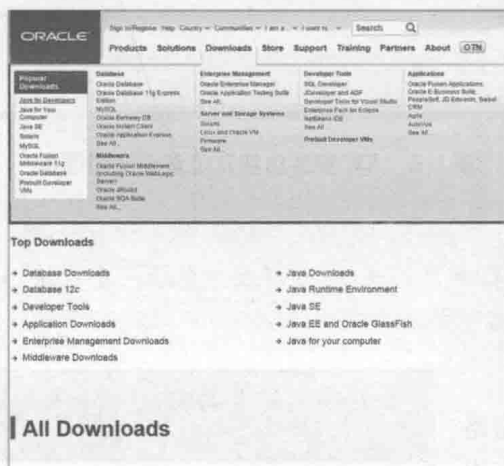 ORACLE
Sign In/Register Help Country Communities I am a... I want to... Search
Products Solutions Downloads Store Support Training Partners About OTN
Popular Downloads
Java for Developers
Java for Your Computer
Java SE
Solaris
MySQL
Oracle Fusion Middleware 11g
Oracle Database
Prebuilt Developer VMs
Database
Oracle Database
Oracle Database 11g Express Edition
MySQL
Oracle Berkeley DB
Oracle Instant Client
Oracle Application Express
See All...
Middleware
Oracle Fusion Middleware
(including Oracle WebLogic Server)
Oracle JRockit
Oracle SOA Suite
See All...
Enterprise Management
Oracle Enterprise Manager
Oracle Application Testing Suite
See All...
Server and Storage Systems
Solaris
Linux and Oracle VM
Firmware
See All...
Developer Tools
SQL Developer
JDeveloper and ADF
Developer Tools for Visual Studio
Enterprise Pack for Eclipse
NetBeans IDE
See All...
Prebuilt Developer VMs
Applications
Oracle Fusion Applications
Oracle E-Business Suite,
PeopleSoft, JD Edwards, Siebel CRM
Agile
AutoVue
See All...
Top Downloads
Database Downloads
Database 12c
Developer Tools
Application Downloads
Enterprise Management Downloads
Middleware Downloads
Java Downloads
Java Runtime Environment
Java SE
Java EE and Oracle GlassFish
Java for your computer
All Downloads